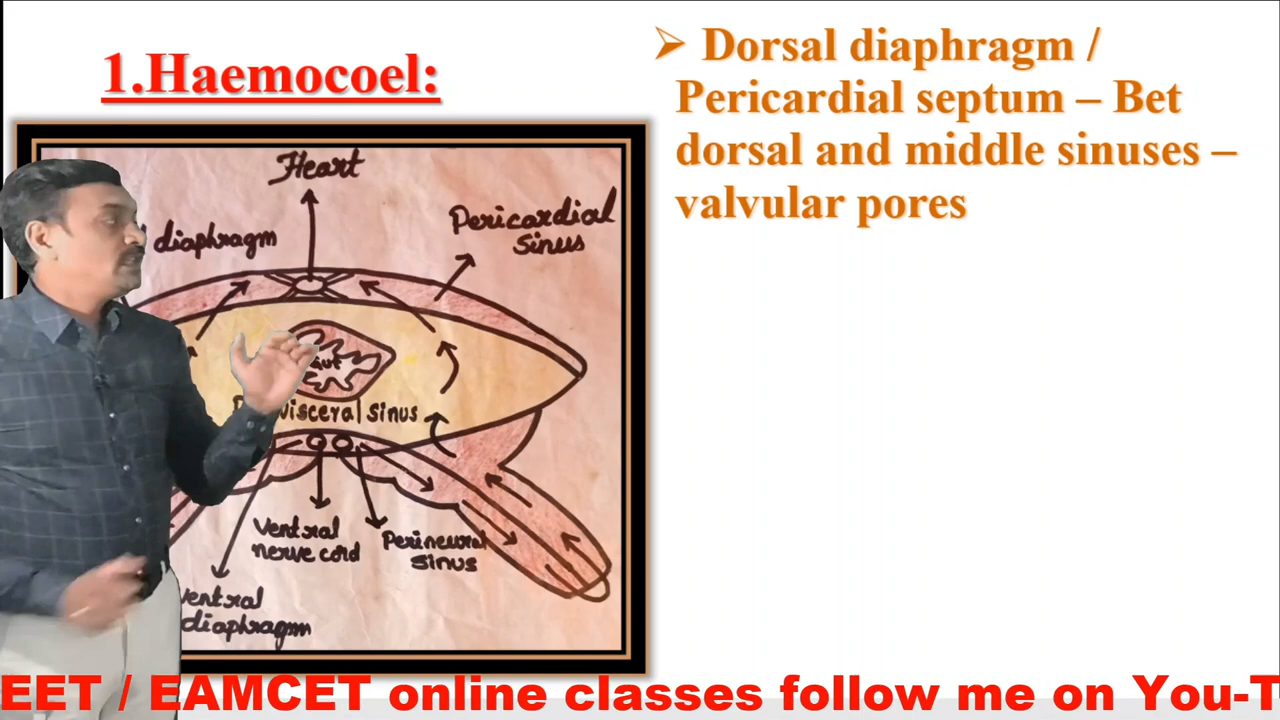 1.Haemocoel:
➢ Dorsal diaphragm /
Pericardial septum – Bet
dorsal and middle sinuses –
valvular pores
Heart
Pericardial
sinus
diaphragm
visceral sinus
Ventral
nerve cord
Perineural
sinus
ventral
diaphragm
EET / EAMCET online classes follow me on You-T